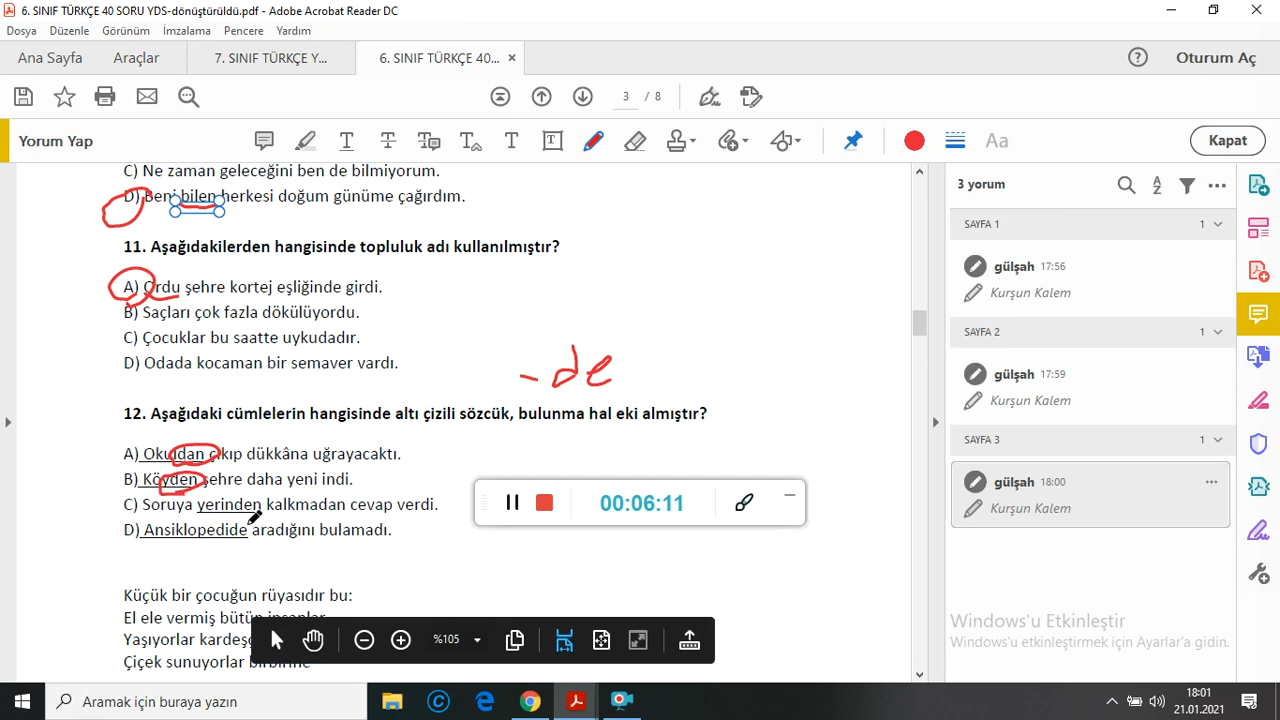 6. SINIF TÜRKÇE 40 SORU YDS-dönüştürüldü.pdf - Adobe Acrobat Reader DC
Dosya Düzenle Görünüm İmzalama Pencere Yardım
Ana Sayfa Araçlar 7. SINIF TÜRKÇE Y... 6. SINIF TÜRKÇE 40... Oturum Aç
3 / 8
Yorum Yap Aa Kapat
C) Ne zaman geleceğini ben de bilmiyorum.
D) Beni bilen herkesi doğum günüme çağırdım.
11. Aşağıdakilerden hangisinde topluluk adı kullanılmıştır?
A) Ordu şehre kortej eşliğinde girdi.
B) Saçları çok fazla dökülüyordu.
C) Çocuklar bu saatte uykudadır.
D) Odada kocaman bir semaver vardı.
- de
12. Aşağıdaki cümlelerin hangisinde altı çizili sözcük, bulunma hal eki almıştır?
A) Okuldan çıkıp dükkâna uğrayacaktı.
B) Köyden şehre daha yeni indi.
C) Soruya yerinden kalkmadan cevap verdi.
D) Ansiklopedide aradığını bulamadı.
00:06:11
Küçük bir çocuğun rüyasıdır bu:
El ele vermiş bütün insanlar
Yaşıyorlar
Çiçek sunuyorlar birbirine
%105
3 yorum
SAYFA 1 1
gülşah 17:56
Kurşun Kalem
SAYFA 2 1
gülşah 17:59
Kurşun Kalem
SAYFA 3 1
gülşah 18:00
Kurşun Kalem
Windows'u Etkinleştir
Windows'u etkinleştirmek için Ayarlar'a gidin.
Aramak için buraya yazın
18:01
21.01.2021